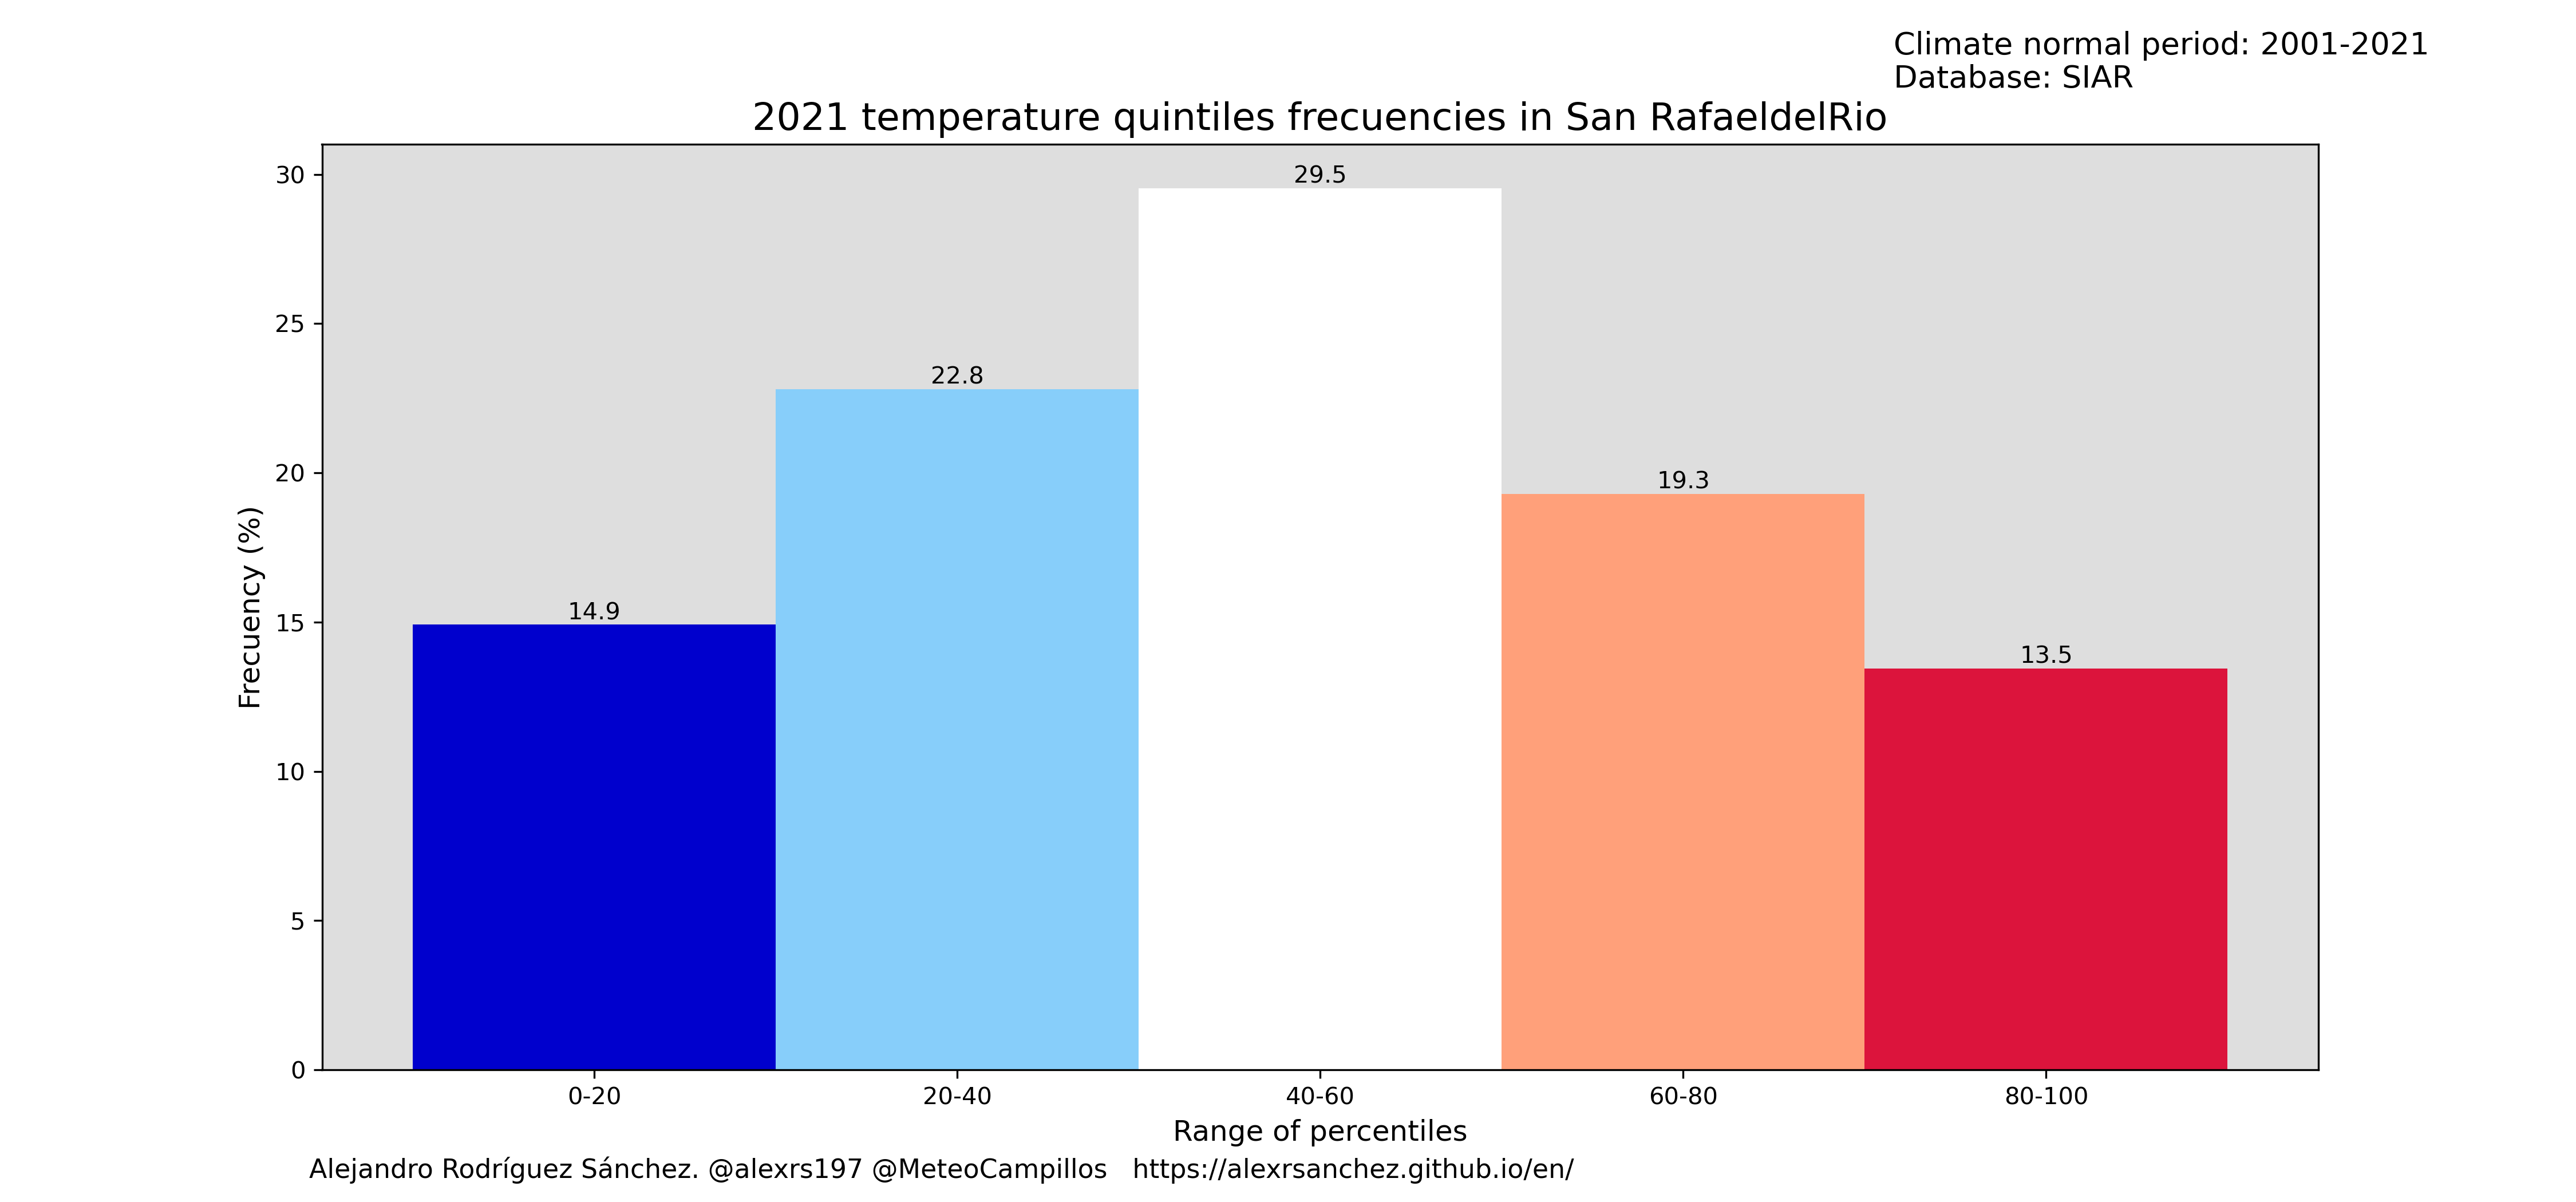 Climate normal period: 2001-2021
Database: SIAR
2021 temperature quintiles frecuencies in San RafaeldelRio
Frecuency (%)
30
25
20
15
10
5
0
14.9
22.8
29.5
19.3
13.5
0-20
20-40
40-60
60-80
80-100
Range of percentiles
Alejandro Rodríguez Sánchez. @alexrs197 @MeteoCampillos   https://alexrsanchez.github.io/en/